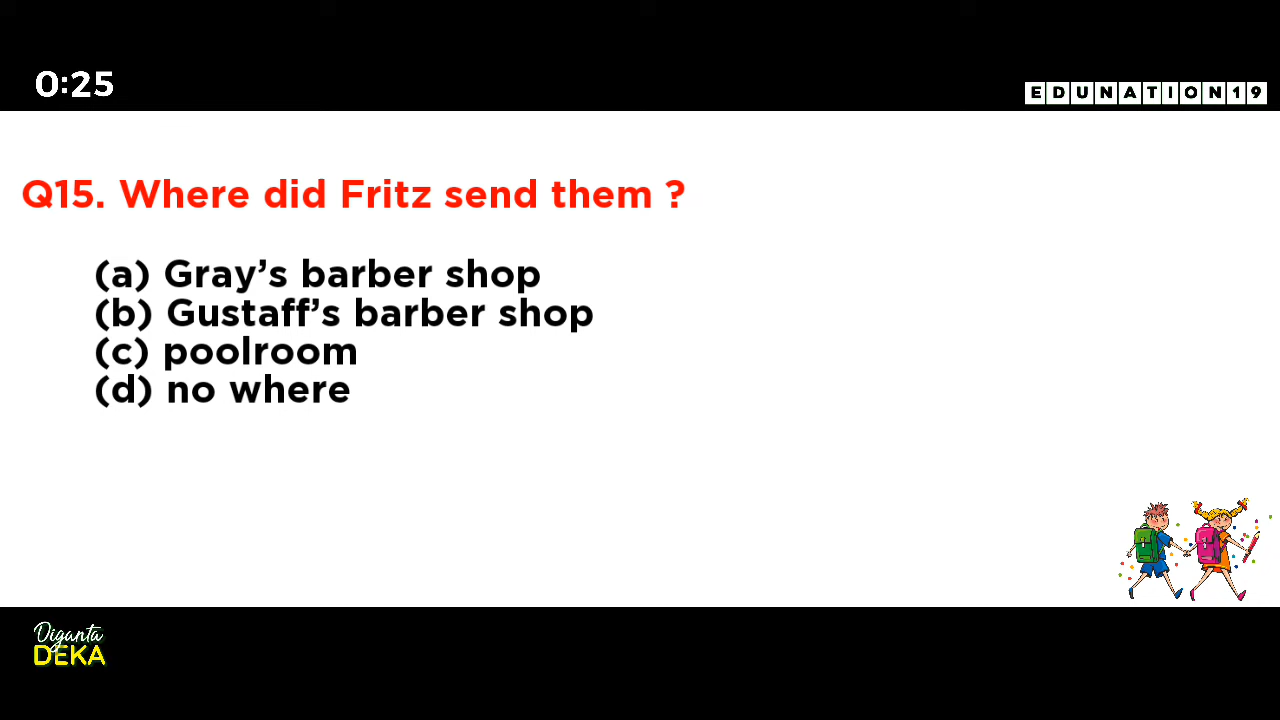 0:25
EDUNATION19
Q15. Where did Fritz send them ?
(a) Gray’s barber shop
(b) Gustaff’s barber shop
(c) poolroom
(d) no where
Diganta
DEKA